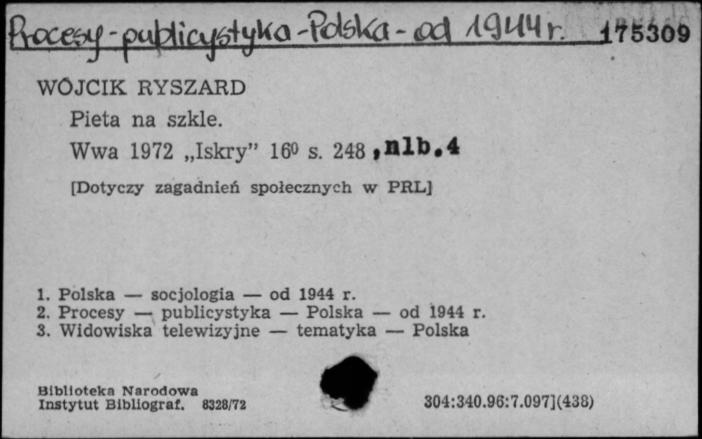 Procesy - publicystyka - Polska - od 1944 r. 175309
WÓJCIK RYSZARD
Pieta na szkle.
Wwa 1972 „Iskry” 16⁰ s. 248 , nlb. 4
[Dotyczy zagadnień społecznych w PRL]
1. Polska — socjologia — od 1944 r.
2. Procesy — publicystyka — Polska — od 1944 r.
3. Widowiska telewizyjne — tematyka — Polska
Biblioteka Narodowa
Instytut Bibliograf. 8328/72 304:340.96:7.097](438)